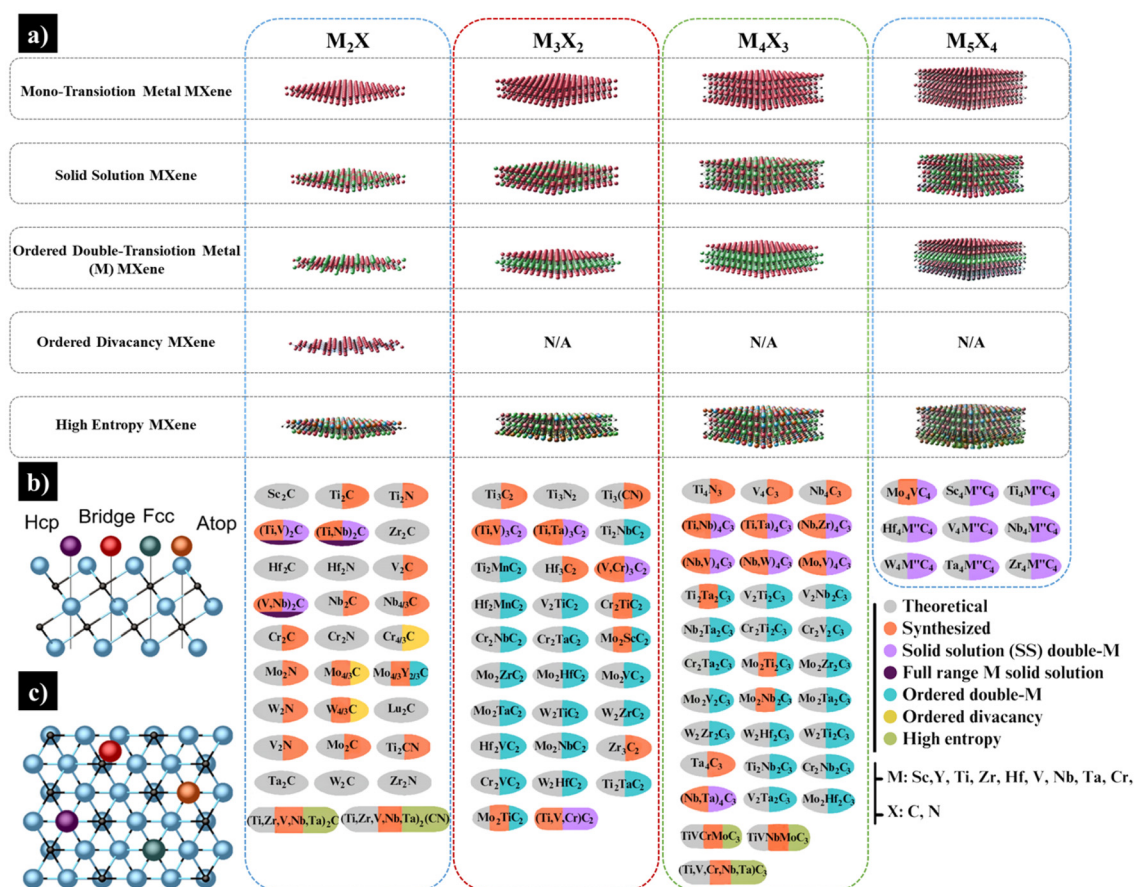 a)
M₂X M₃X₂ M₄X₃ M₅X₄
Mono-Transiotion Metal MXene
Solid Solution MXene
Ordered Double-Transiotion Metal
(M) MXene
Ordered Divacancy MXene N/A N/A N/A
High Entropy MXene
b)
Hcp Bridge Fcc Atop
c)
Sc₂C Ti₂C Ti₂N
(Ti,V)₂C (Ti,Nb)₂C Zr₂C
Hf₂C Hf₂N V₂C
(V,Nb)₂C Nb₂C Nb₄/₃C
Cr₂C Cr₂N Cr₄/₃C
Mo₂N Mo₄/₃C Mo₄/₃Y₂/₃C
W₂N W₄/₃C Lu₂C
V₂N Mo₂C Ti₂CN
Ta₂C W₂C Zr₂N
(Ti,Zr,V,Nb,Ta)₂C (Ti,Zr,V,Nb,Ta)₂(CN)
Ti₃C₂ Ti₃N₂ Ti₃(CN)
(Ti,V)₃C₂ (Ti,Ta)₃C₂ Ti₂NbC₂
Ti₂MnC₂ Hf₃C₂ (V,Cr)₃C₂
Hf₂MnC₂ V₂TiC₂ Cr₂TiC₂
Cr₂NbC₂ Cr₂TaC₂ Mo₂ScC₂
Mo₂ZrC₂ Mo₂HfC₂ Mo₂VC₂
Mo₂TaC₂ W₂TiC₂ W₂ZrC₂
Hf₂VC₂ Mo₂NbC₂ Zr₃C₂
Cr₂VC₂ W₂HfC₂ Ti₂TaC₂
Mo₂TiC₂ (Ti,V,Cr)C₂
Ti₄N₃ V₄C₃ Nb₄C₃
(Ti,Nb)₄C₃ (Ti,Ta)₄C₃ (Nb,Zr)₄C₃
(Nb,V)₄C₃ (Nb,W)₄C₃ (Mo,V)₄C₃
Ti₂Ta₂C₃ V₂Ti₂C₃ V₂Nb₂C₃
Nb₂Ta₂C₃ Cr₂Ti₂C₃ Cr₂V₂C₃
Cr₂Ta₂C₃ Mo₂Ti₂C₃ Mo₂Zr₂C₃
Mo₂V₂C₃ Mo₂Nb₂C₃ Mo₂Ta₂C₃
W₂Zr₂C₃ W₂Hf₂C₃ W₂Ti₂C₃
Ta₄C₃ Ti₂Nb₂C₃ Cr₂Nb₂C₃
(Nb,Ta)₄C₃ V₂Ta₂C₃ Mo₂Hf₂C₃
TiVCrMoC₃ TiVNbMoC₃
(Ti,V,Cr,Nb,Ta)C₃
Mo₄VC₄ Sc₄M"C₄ Ti₄M"C₄
Hf₄M"C₄ V₄M"C₄ Nb₄M"C₄
W₄M"C₄ Ta₄M"C₄ Zr₄M"C₄
Theoretical
Synthesized
Solid solution (SS) double-M
Full range M solid solution
Ordered double-M
Ordered divacancy
High entropy
M: Sc,Y, Ti, Zr, Hf, V, Nb, Ta, Cr,
X: C, N